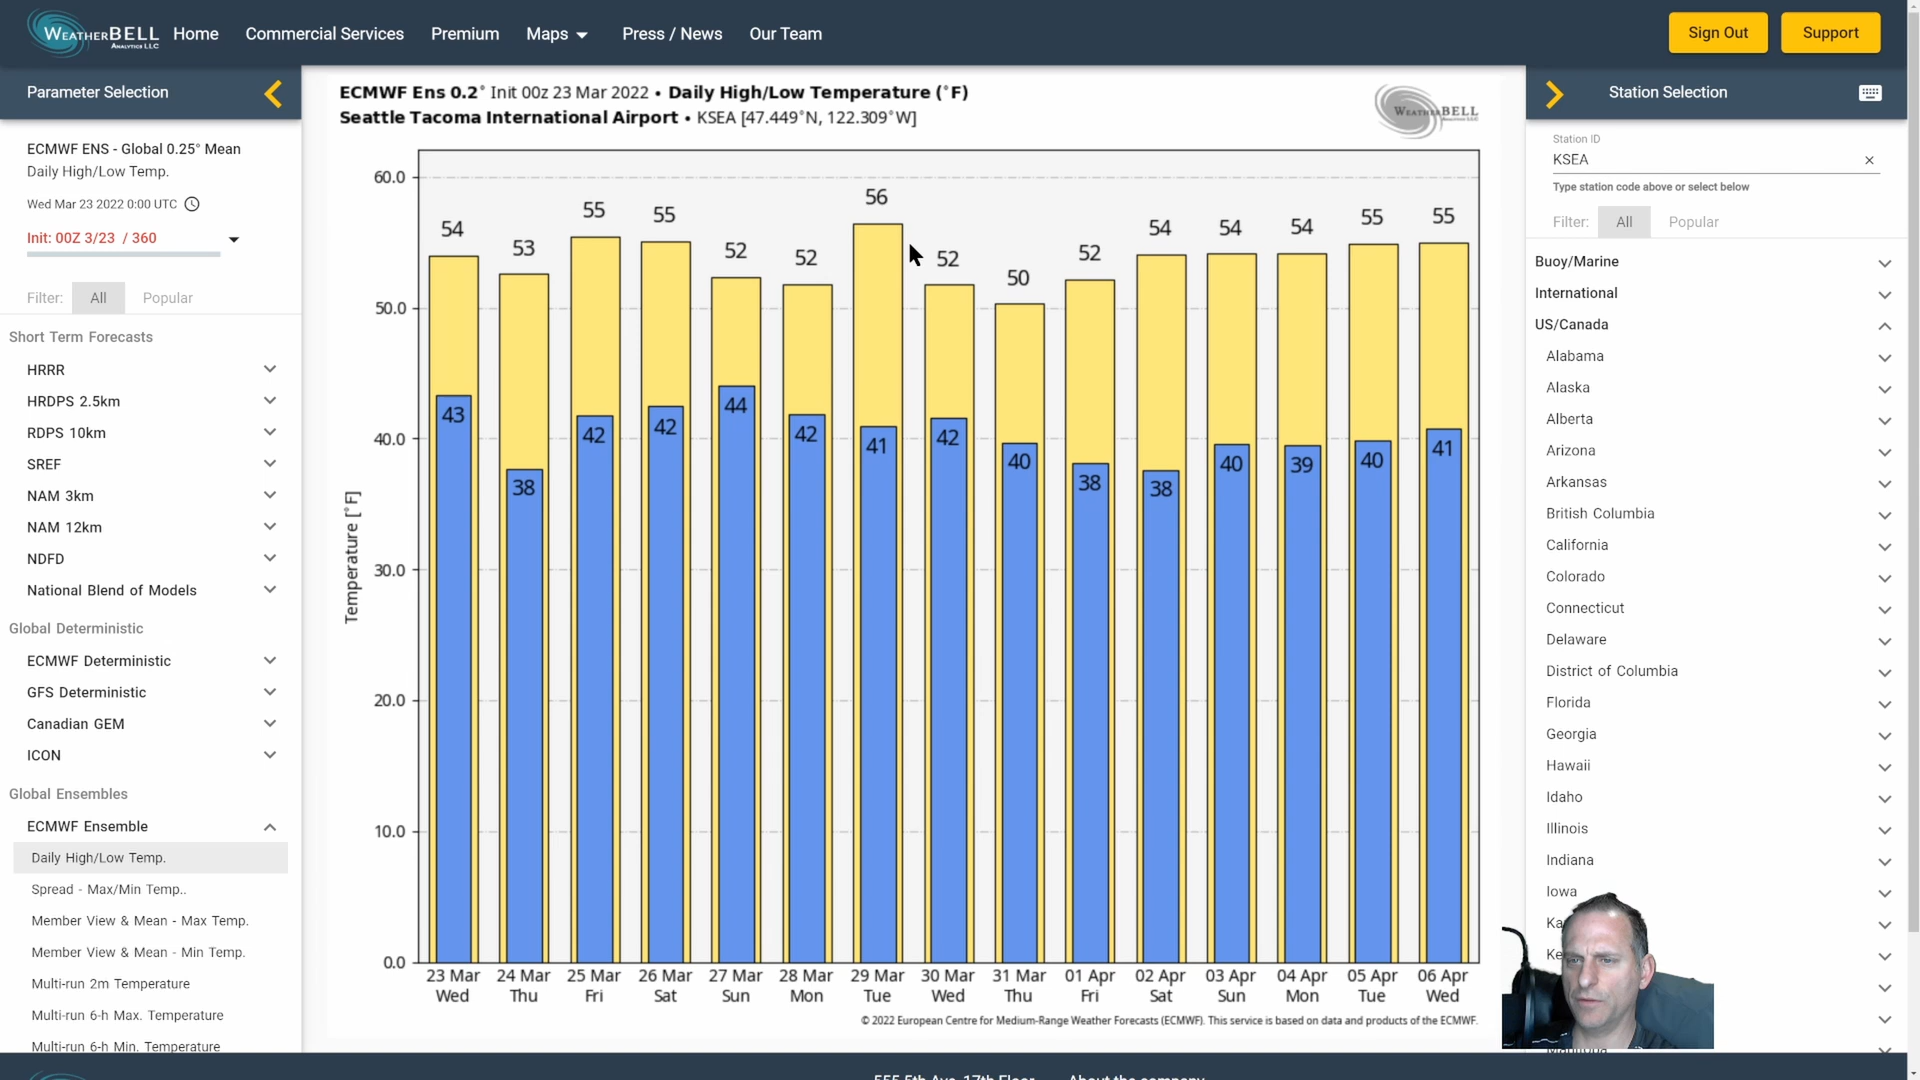 WEATHERBELL
ANALYTICS LLC
Home
Commercial Services
Premium
Maps
Press / News
Our Team
Sign Out
Support
Parameter Selection
ECMWF ENS - Global 0.25° Mean
Daily High/Low Temp.
Wed Mar 23 2022 0:00 UTC
Init: 00Z 3/23 / 360
Filter: All Popular
Short Term Forecasts
HRRR
HRDPS 2.5km
RDPS 10km
SREF
NAM 3km
NAM 12km
NDFD
National Blend of Models
Global Deterministic
ECMWF Deterministic
GFS Deterministic
Canadian GEM
ICON
Global Ensembles
ECMWF Ensemble
Daily High/Low Temp.
Spread - Max/Min Temp..
Member View & Mean - Max Temp.
Member View & Mean - Min Temp.
Multi-run 2m Temperature
Multi-run 6-h Max. Temperature
Multi-run 6-h Min. Temperature
ECMWF Ens 0.2° Init 00z 23 Mar 2022 • Daily High/Low Temperature (°F)
Seattle Tacoma International Airport • KSEA [47.449°N, 122.309°W]
WEATHERBELL
60.0
50.0
40.0
30.0
20.0
10.0
0.0
Temperature [°F]
54 53 55 55 52 52 56 52 50 52 54 54 54 55 55
43 38 42 42 44 42 41 42 40 38 38 40 39 40 41
23 Mar 24 Mar 25 Mar 26 Mar 27 Mar 28 Mar 29 Mar 30 Mar 31 Mar 01 Apr 02 Apr 03 Apr 04 Apr 05 Apr 06 Apr
Wed Thu Fri Sat Sun Mon Tue Wed Thu Fri Sat Sun Mon Tue Wed
© 2022 European Centre for Medium-Range Weather Forecasts (ECMWF). This service is based on data and products of the ECMWF.
Station Selection
Station ID
KSEA
Type station code above or select below
Filter: All Popular
Buoy/Marine
International
US/Canada
Alabama
Alaska
Alberta
Arizona
Arkansas
British Columbia
California
Colorado
Connecticut
Delaware
District of Columbia
Florida
Georgia
Hawaii
Idaho
Illinois
Indiana
Iowa
Ka
Ke
Manitoba
555 5th Ave, 17th Floor
About the company